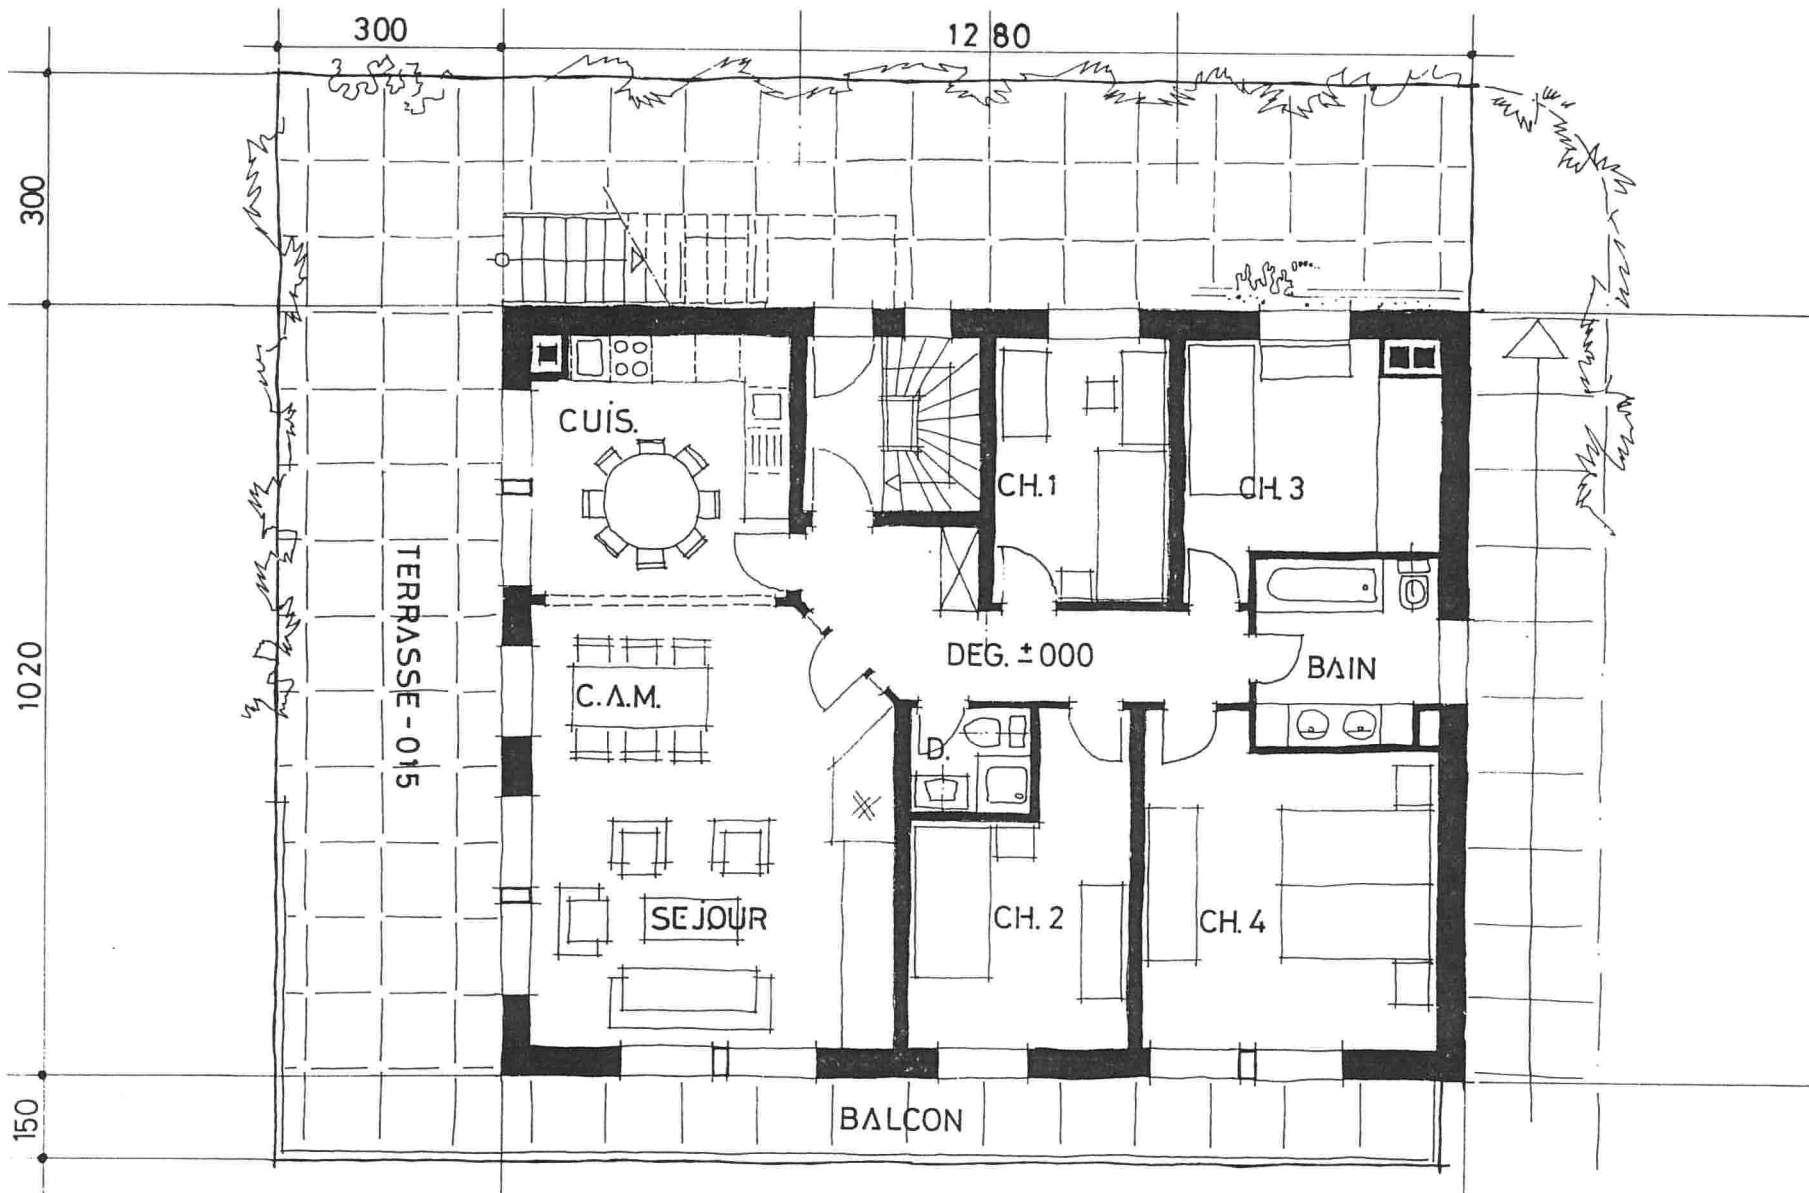 300
12 80
300
CUİS.
CH.1
CH.3
TERRASSE - 015
1020
DEG. ±000
BAIN
C.A.M.
D.
SEJOUR
CH. 2
CH. 4
BALCON
150